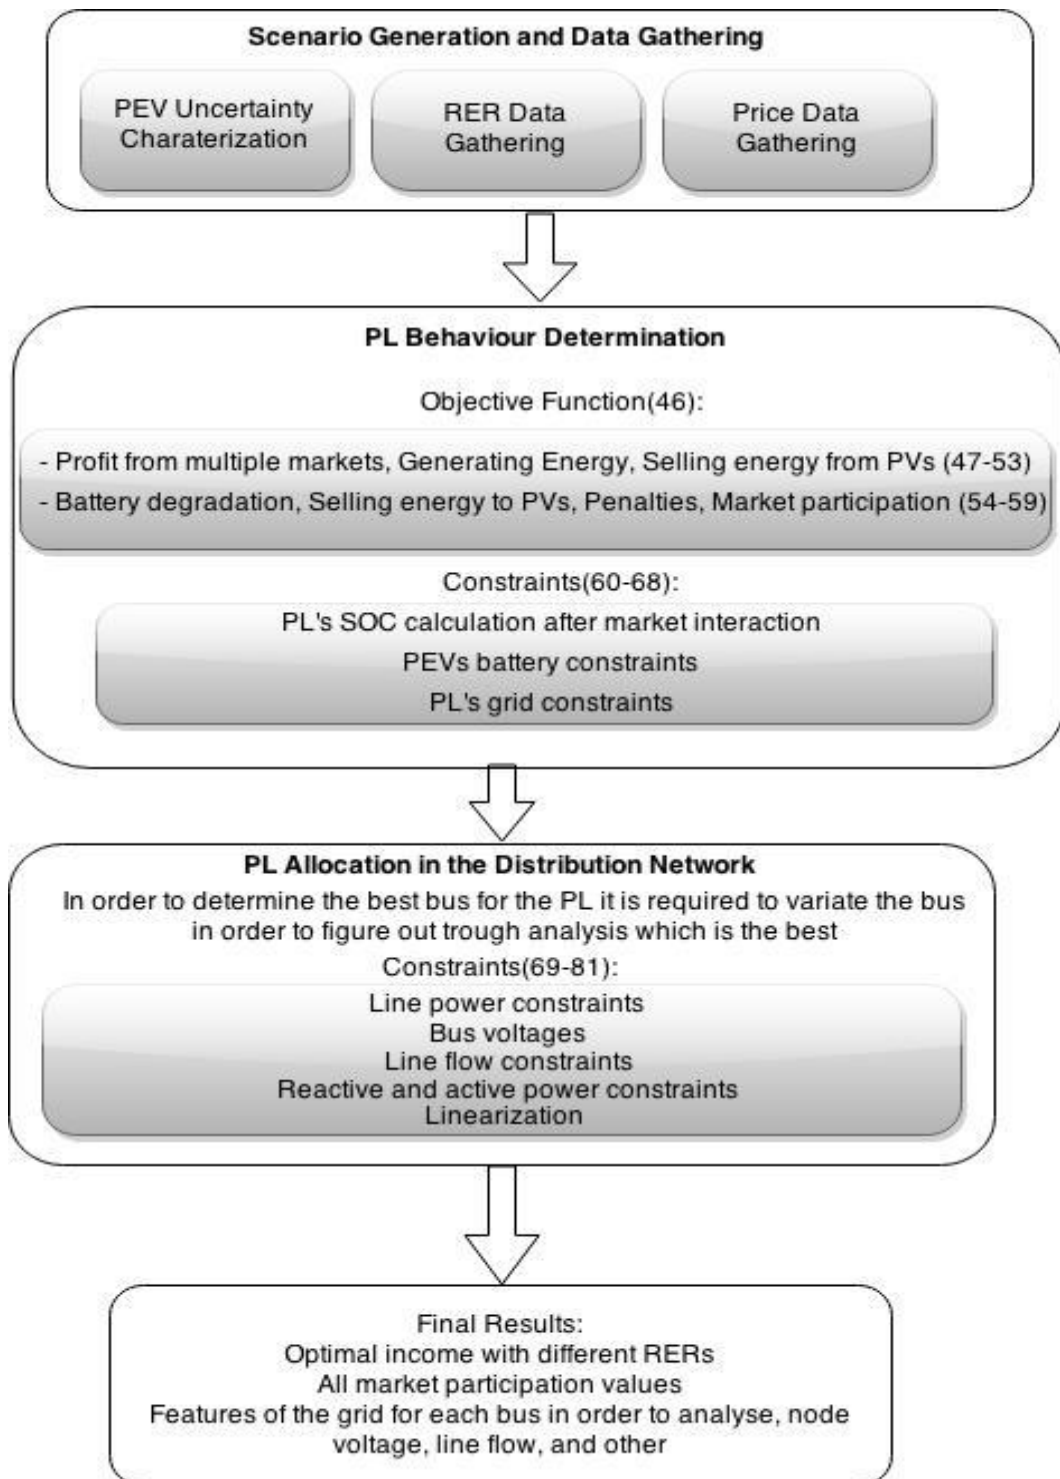 Scenario Generation and Data Gathering
PEV Uncertainty
Charaterization
RER Data
Gathering
Price Data
Gathering
PL Behaviour Determination
Objective Function(46):
- Profit from multiple markets, Generating Energy, Selling energy from PVs (47-53)
- Battery degradation, Selling energy to PVs, Penalties, Market participation (54-59)
Constraints(60-68):
PL's SOC calculation after market interaction
PEVs battery constraints
PL's grid constraints
PL Allocation in the Distribution Network
In order to determine the best bus for the PL it is required to variate the bus
in order to figure out trough analysis which is the best
Constraints(69-81):
Line power constraints
Bus voltages
Line flow constraints
Reactive and active power constraints
Linearization
Final Results:
Optimal income with different RERs
All market participation values
Features of the grid for each bus in order to analyse, node
voltage, line flow, and other